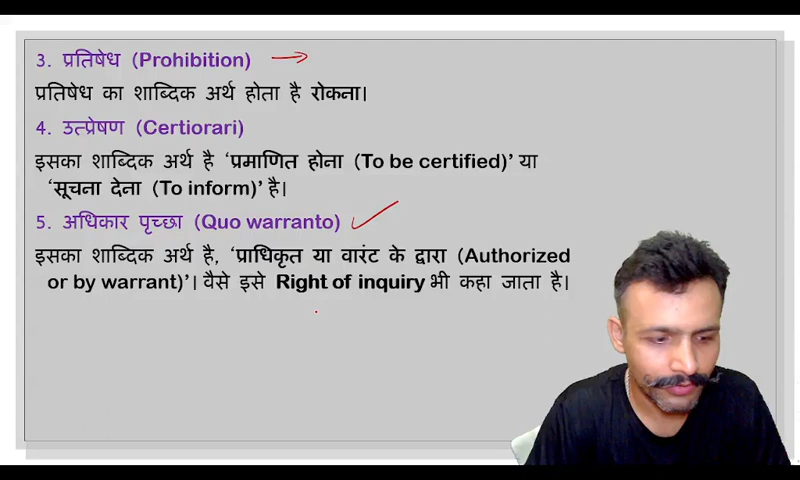 3. प्रतिषेध (Prohibition)
प्रतिषेध का शाब्दिक अर्थ होता है रोकना।
4. उत्प्रेषण (Certiorari)
इसका शाब्दिक अर्थ है ‘प्रमाणित होना (To be certified)’ या
‘सूचना देना (To inform)’ है।
5. अधिकार पृच्छा (Quo warranto)
इसका शाब्दिक अर्थ है, ‘प्राधिकृत या वारंट के द्वारा (Authorized
or by warrant)’। वैसे इसे Right of inquiry भी कहा जाता है।